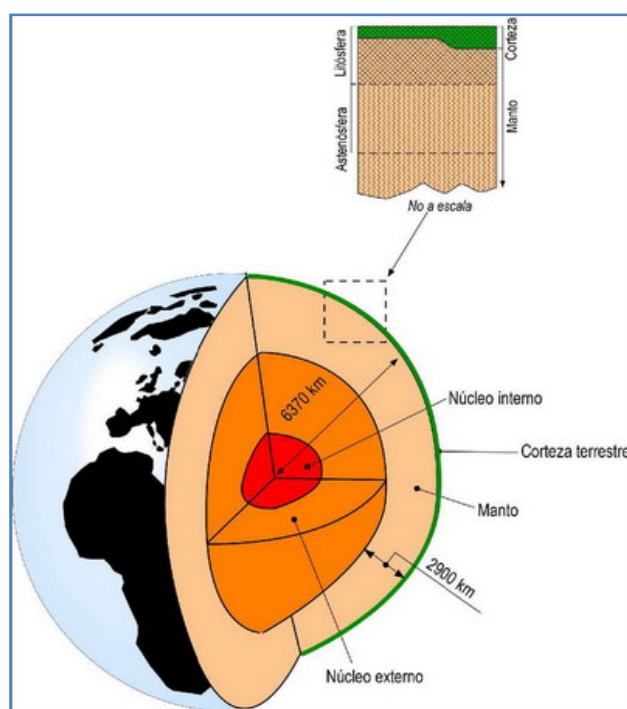 Litósfera
Astenósfera
Corteza
Manto
No a escala
6370 km
Núcleo interno
Corteza terrestre
Manto
2900 km
Núcleo externo